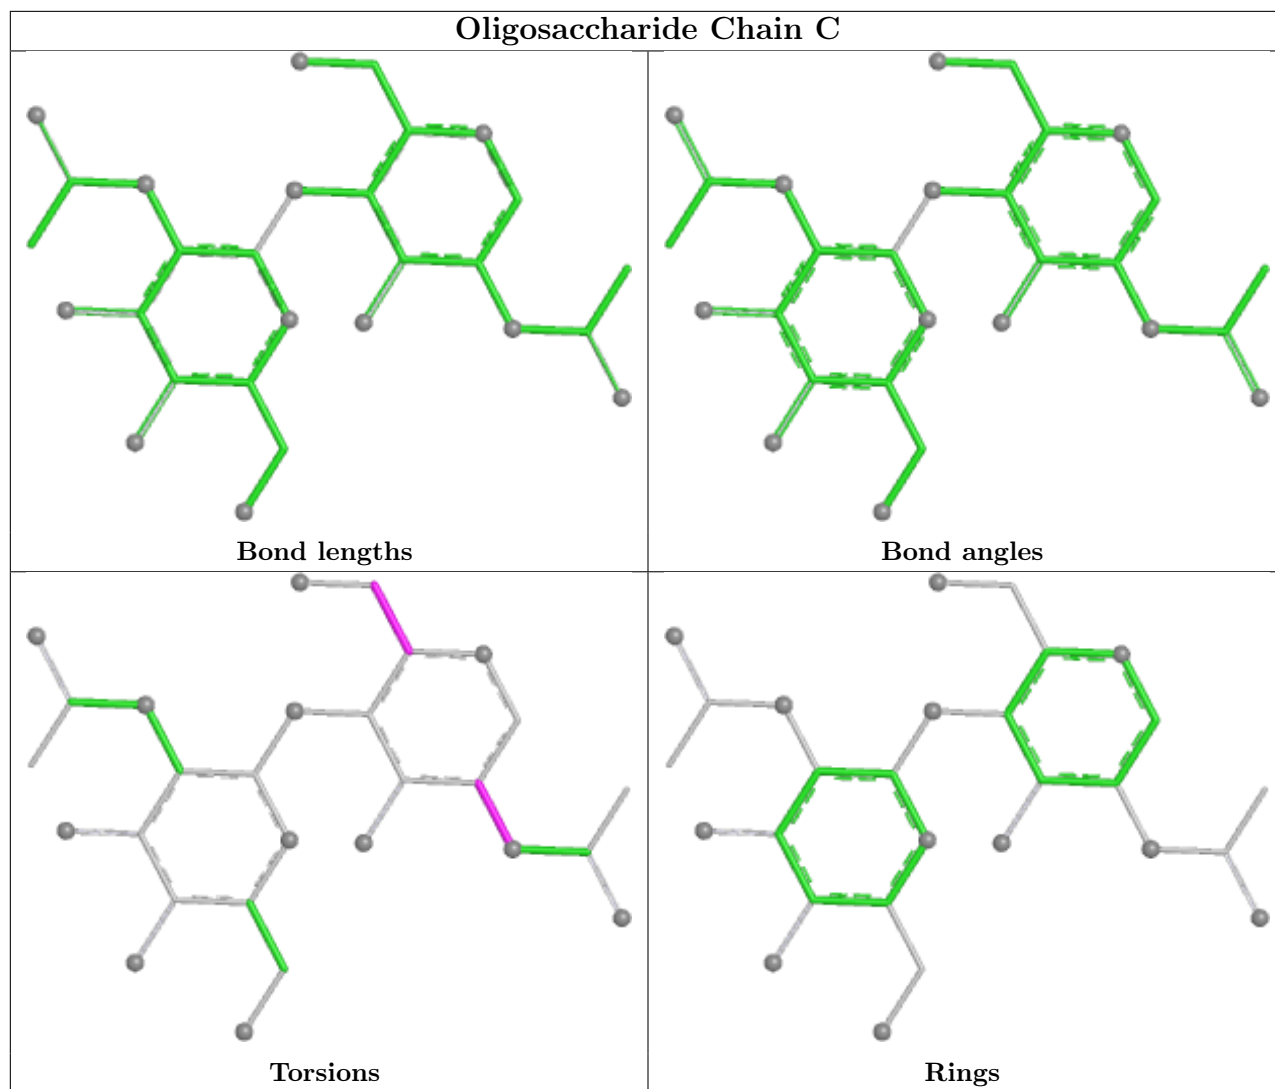 Oligosaccharide Chain C
Bond lengths
Bond angles
Torsions
Rings